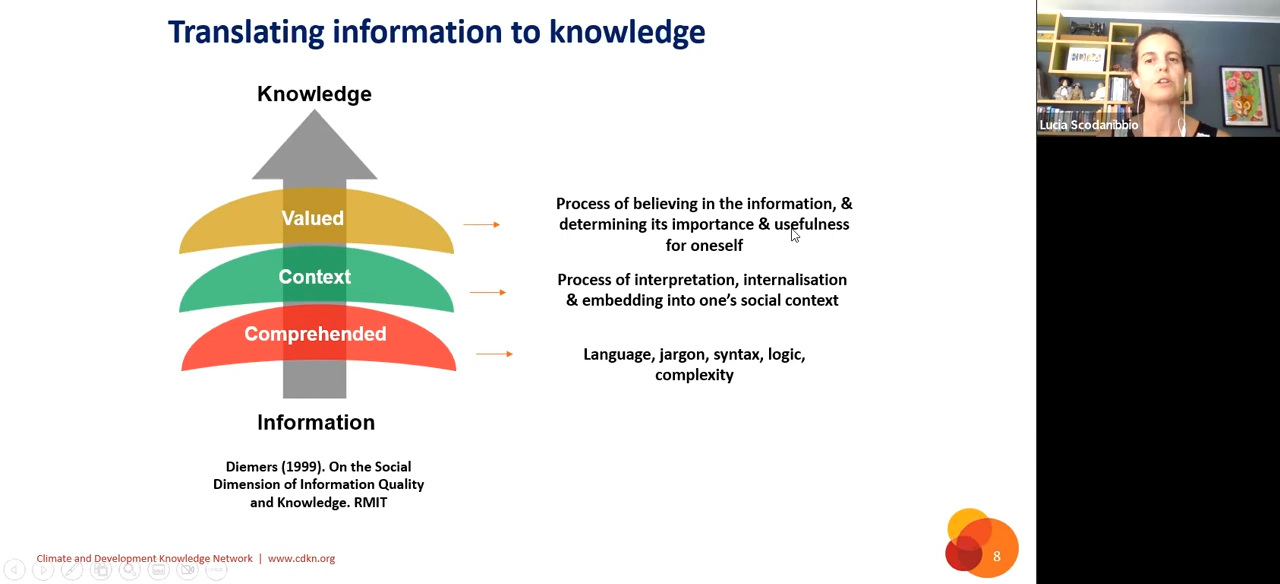 Translating information to knowledge
Knowledge
Valued
Process of believing in the information, &
determining its importance & usefulness
for oneself
Context
Process of interpretation, internalisation
& embedding into one's social context
Comprehended
Language, jargon, syntax, logic,
complexity
Information
Diemers (1999). On the Social
Dimension of Information Quality
and Knowledge. RMIT
Climate and Development Knowledge Network | www.cdkn.org
8
Lucia Scodanibbio